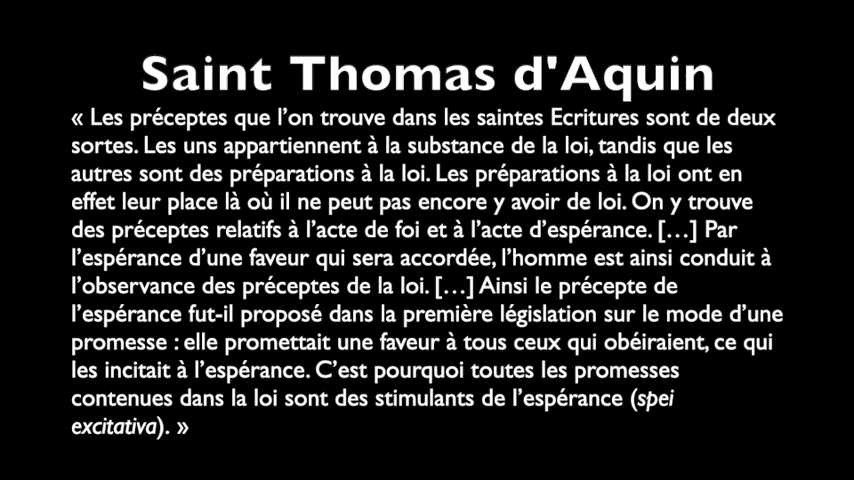 Saint Thomas d'Aquin
« Les préceptes que l’on trouve dans les saintes Ecritures sont de deux
sortes. Les uns appartiennent à la substance de la loi, tandis que les
autres sont des préparations à la loi. Les préparations à la loi ont en
effet leur place là où il ne peut pas encore y avoir de loi. On y trouve
des préceptes relatifs à l’acte de foi et à l’acte d’espérance. […] Par
l’espérance d’une faveur qui sera accordée, l’homme est ainsi conduit à
l’observance des préceptes de la loi. […] Ainsi le précepte de
l’espérance fut-il proposé dans la première législation sur le mode d’une
promesse : elle promettait une faveur à tous ceux qui obéiraient, ce qui
les incitait à l’espérance. C’est pourquoi toutes les promesses
contenues dans la loi sont des stimulants de l’espérance (spei
excitativa). »